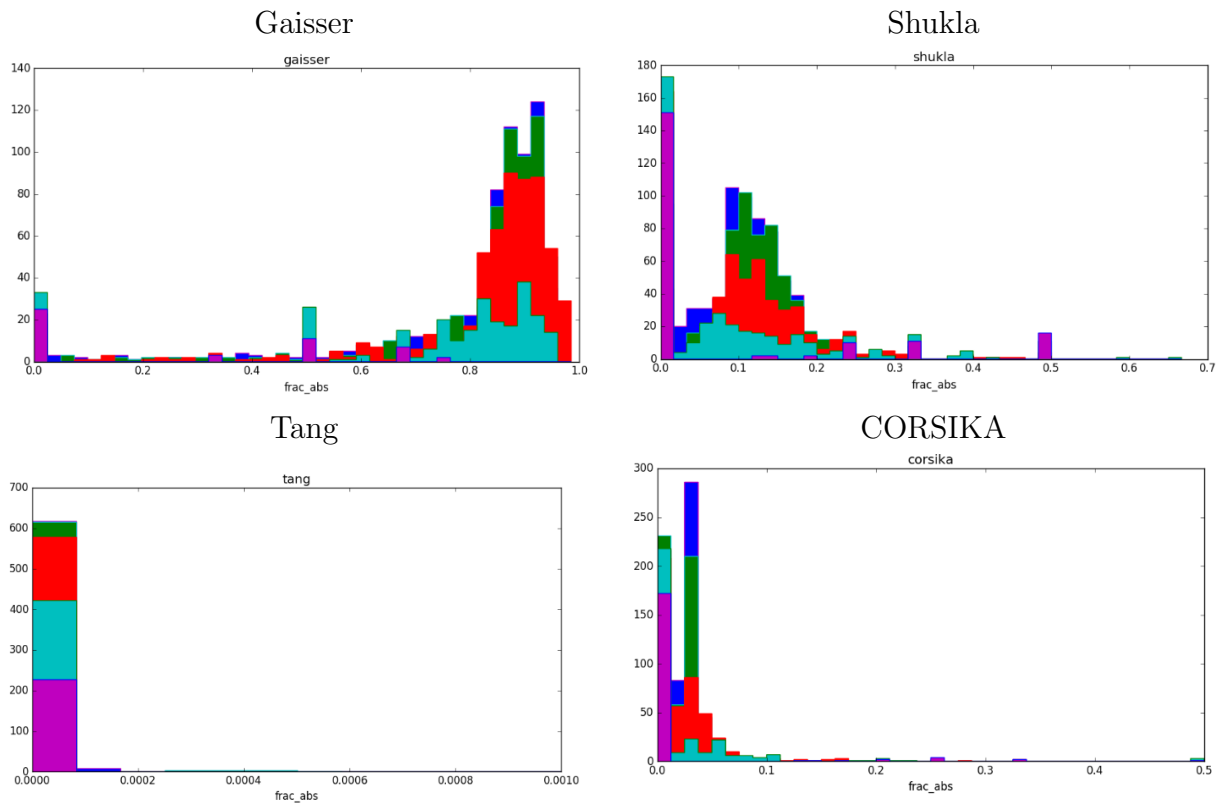 Gaisser
gaisser
140
120
100
80
60
40
20
0
0.0 0.2 0.4 0.6 0.8 1.0
frac_abs
Shukla
shukla
180
160
140
120
100
80
60
40
20
0
0.0 0.1 0.2 0.3 0.4 0.5 0.6 0.7
frac_abs
Tang
tang
700
600
500
400
300
200
100
0
0.0000 0.0002 0.0004 0.0006 0.0008 0.0010
frac_abs
CORSIKA
corsika
300
250
200
150
100
50
0
0.0 0.1 0.2 0.3 0.4 0.5
frac_abs